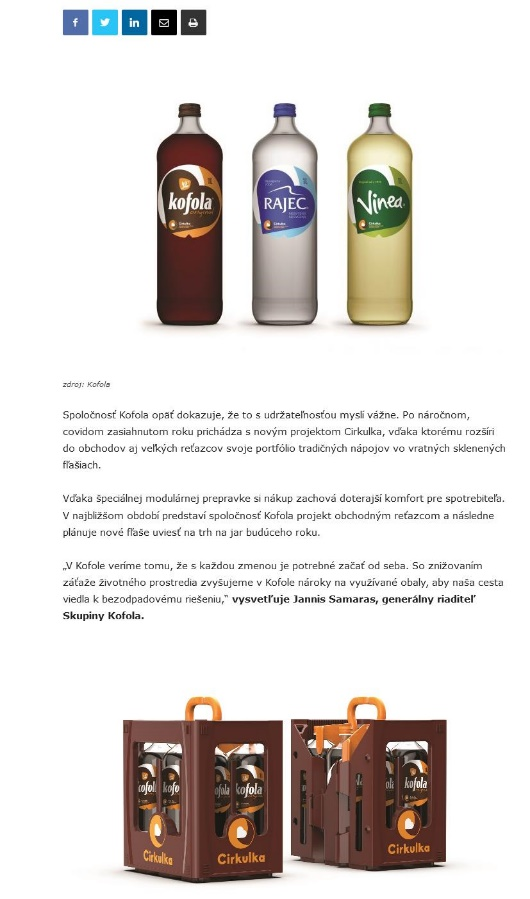 kofola
Cirkulka
RAJEC
Cirkulka
Vinea
Cirkulka
zdroj: Kofola
Spoločnosť Kofola opäť dokazuje, že to s udržateľnosťou myslí vážne. Po náročnom,
covidom zasiahnutom roku prichádza s novým projektom Cirkulka, vďaka ktorému rozšíri
do obchodov aj veľkých reťazcov svoje portfólio tradičných nápojov vo vratných sklenených
fľašiach.
Vďaka špeciálnej modulárnej prepravke si nákup zachová doterajší komfort pre spotrebiteľa.
V najbližšom období predstaví spoločnosť Kofola projekt obchodným reťazcom a následne
plánuje nové fľaše uviesť na trh na jar budúceho roku.
„V Kofole veríme tomu, že s každou zmenou je potrebné začať od seba. So znižovaním
záťaže životného prostredia zvyšujeme v Kofole nároky na využívané obaly, aby naša cesta
viedla k bezodpadovému riešeniu,“ vysvetľuje Jannis Samaras, generálny riaditeľ
Skupiny Kofola.
kofola
kofola
kofola
kofola
Cirkulka
Cirkulka
Cirkulka